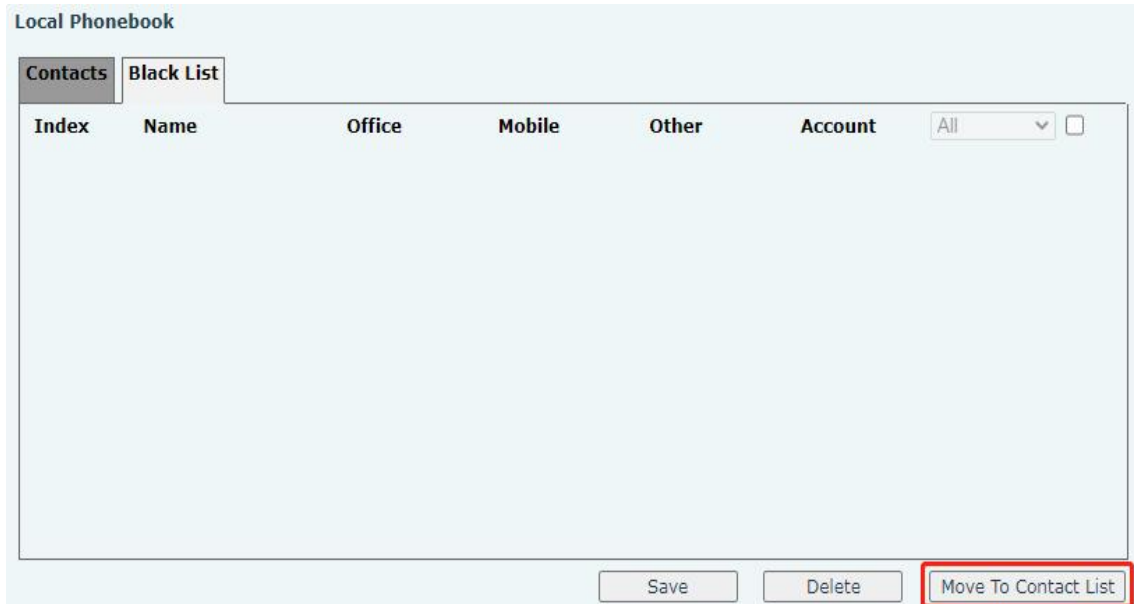 Local Phonebook
Contacts Black List
Index Name Office Mobile Other Account All
Save Delete Move To Contact List